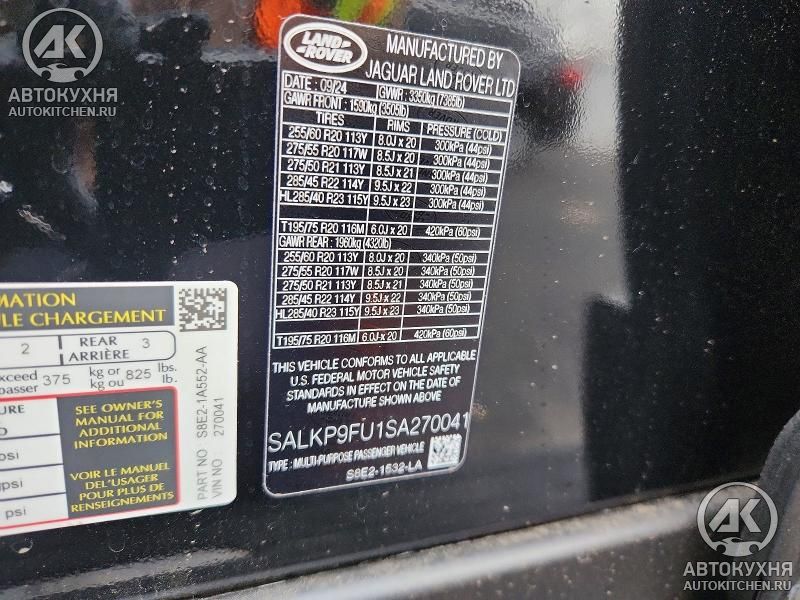 AK
АВТОКУХНЯ
AUTOKITCHEN.RU
LAND
ROVER
MANUFACTURED BY
JAGUAR LAND ROVER LTD
DATE : 09/24 GVWR : 3350kg (7385lb)
GAWR FRONT : 1590kg (3505lb)
TIRES RIMS PRESSURE (COLD)
255/60 R20 113Y 8.0J x 20 300kPa (44psi)
275/55 R20 117W 8.5J x 20 300kPa (44psi)
275/50 R21 113Y 8.5J x 21 300kPa (44psi)
285/45 R22 114Y 9.5J x 22 300kPa (44psi)
HL285/40 R23 115Y 9.5J x 23 300kPa (44psi)
T195/75 R20 116M 6.0J x 20 420kPa (60psi)
GAWR REAR : 1960kg (4320lb)
255/60 R20 113Y 8.0J x 20 340kPa (50psi)
275/55 R20 117W 8.5J x 20 340kPa (50psi)
275/50 R21 113Y 8.5J x 21 340kPa (50psi)
285/45 R22 114Y 9.5J x 22 340kPa (50psi)
HL285/40 R23 115Y 9.5J x 23 340kPa (50psi)
T195/75 R20 116M 6.0J x 20 420kPa (60psi)
THIS VEHICLE CONFORMS TO ALL APPLICABLE
U.S. FEDERAL MOTOR VEHICLE SAFETY
STANDARDS IN EFFECT ON THE DATE OF
MANUFACTURE SHOWN ABOVE
SALKP9FU1SA270041
TYPE : MULTI-PURPOSE PASSENGER VEHICLE
S8E2-1532-LA
RMATION
LE CHARGEMENT
2 REAR 3
ARRIÈRE
exceed 375 kg or 825 lbs.
passer kg ou lb.
URE
psi
psi
psi
SEE OWNER'S
MANUAL FOR
ADDITIONAL
INFORMATION
VOIR LE MANUEL
DEL'USAGER
POUR PLUS DE
RENSEIGNEMENTS
PART NO : S8E2-1A552-AA
VIN NO : 270041
AK
АВТОКУХНЯ
AUTOKITCHEN.RU